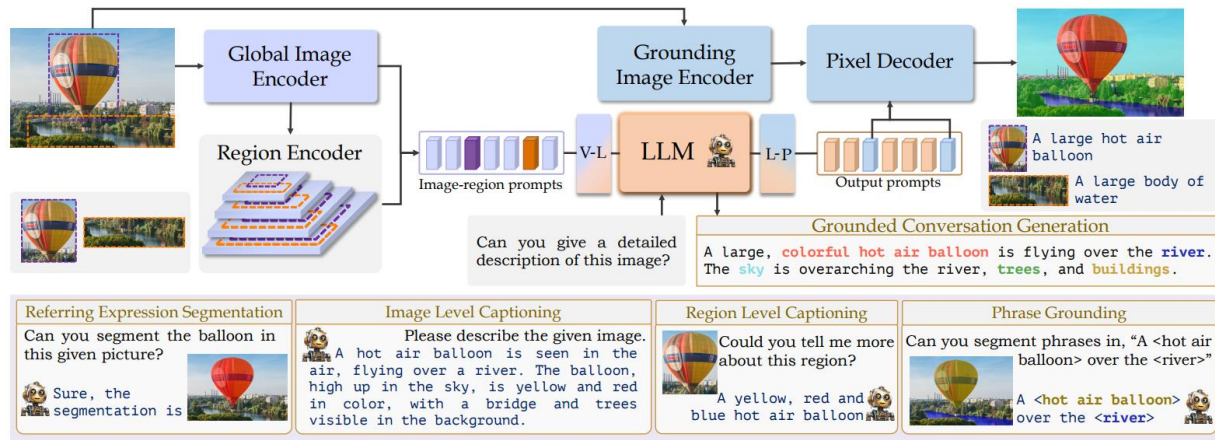 Global Image
Encoder
Grounding
Image Encoder
Pixel Decoder
Region Encoder
Image-region prompts
V-L
LLM
L-P
Output prompts
A large hot air
balloon
A large body of
water
Can you give a detailed
description of this image?
Grounded Conversation Generation
A large, colorful hot air balloon is flying over the river.
The sky is overarching the river, trees, and buildings.
Referring Expression Segmentation
Can you segment the balloon in
this given picture?
Sure, the
segmentation is
Image Level Captioning
Please describe the given image.
A hot air balloon is seen in the
air, flying over a river. The balloon,
high up in the sky, is yellow and red
in color, with a bridge and trees
visible in the background.
Region Level Captioning
Could you tell me more
about this region?
A yellow, red and
blue hot air balloon
Phrase Grounding
Can you segment phrases in, “A <hot air
balloon> over the <river>”
A <hot air balloon>
over the <river>